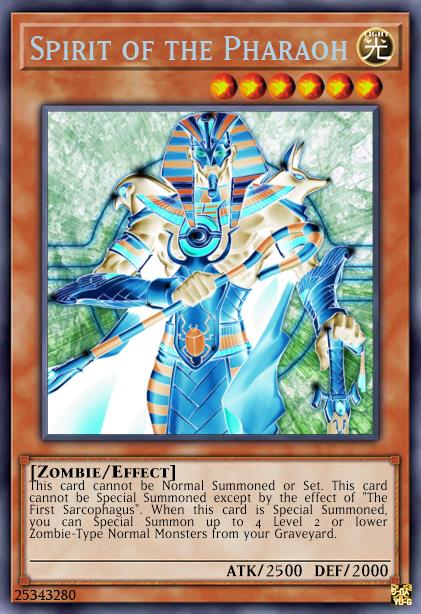 SPIRIT OF THE PHARAOH
LIGHT
光
[ZOMBIE/EFFECT]
This card cannot be Normal Summoned or Set. This card
cannot be Special Summoned except by the effect of "The
First Sarcophagus". When this card is Special Summoned,
you can Special Summon up to 4 Level 2 or lower
Zombie-Type Normal Monsters from your Graveyard.
ATK/2500 DEF/2000
25343280